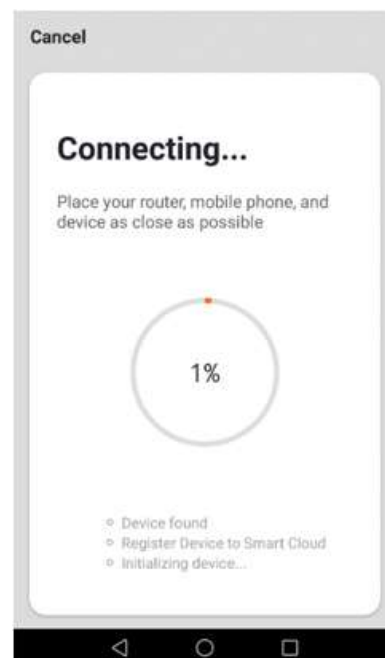 Cancel
Connecting...
Place your router, mobile phone, and
device as close as possible
1%
Device found
Register Device to Smart Cloud
Initializing device...